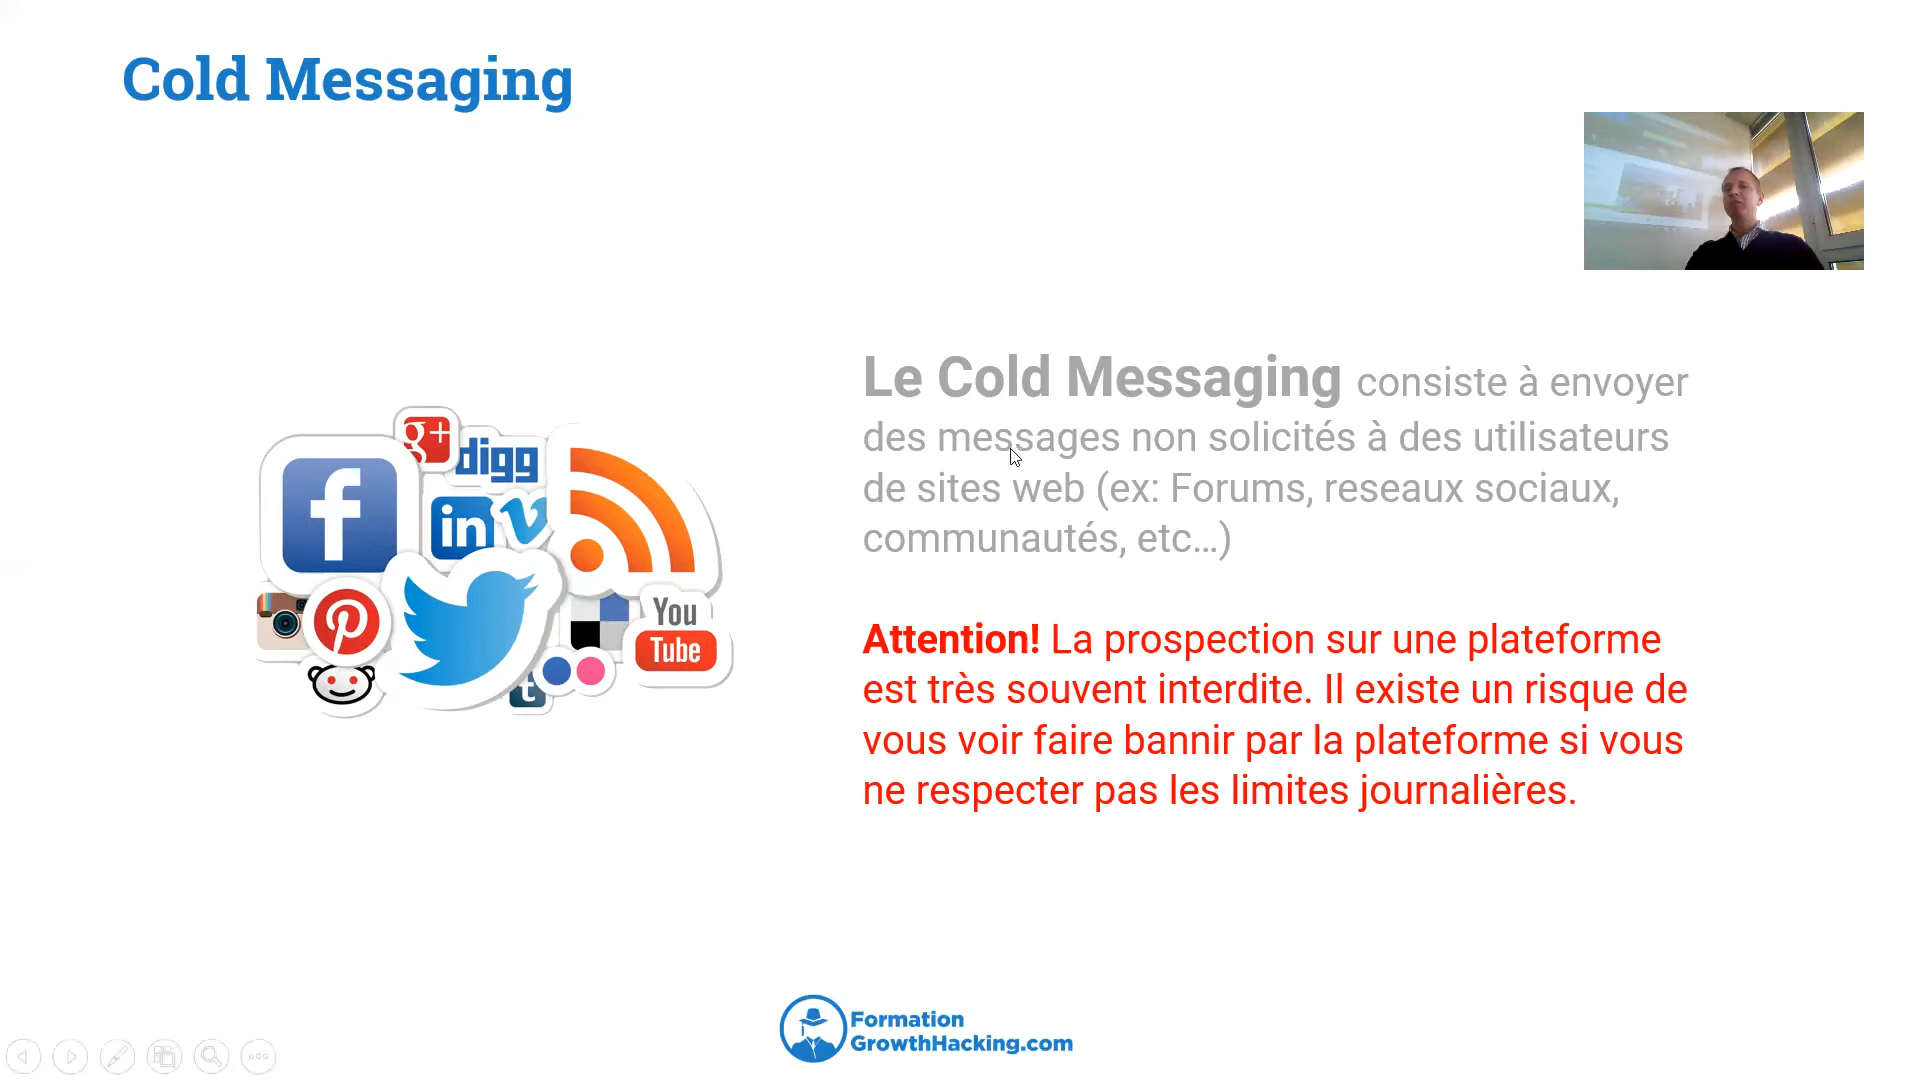 Cold Messaging
Le Cold Messaging consiste à envoyer
des messages non solicités à des utilisateurs
de sites web (ex: Forums, reseaux sociaux,
communautés, etc...)
Attention! La prospection sur une plateforme
est très souvent interdite. Il existe un risque de
vous voir faire bannir par la plateforme si vous
ne respecter pas les limites journalières.
g+
digg
f
in
v
You
Tube
t
Formation
GrowthHacking.com